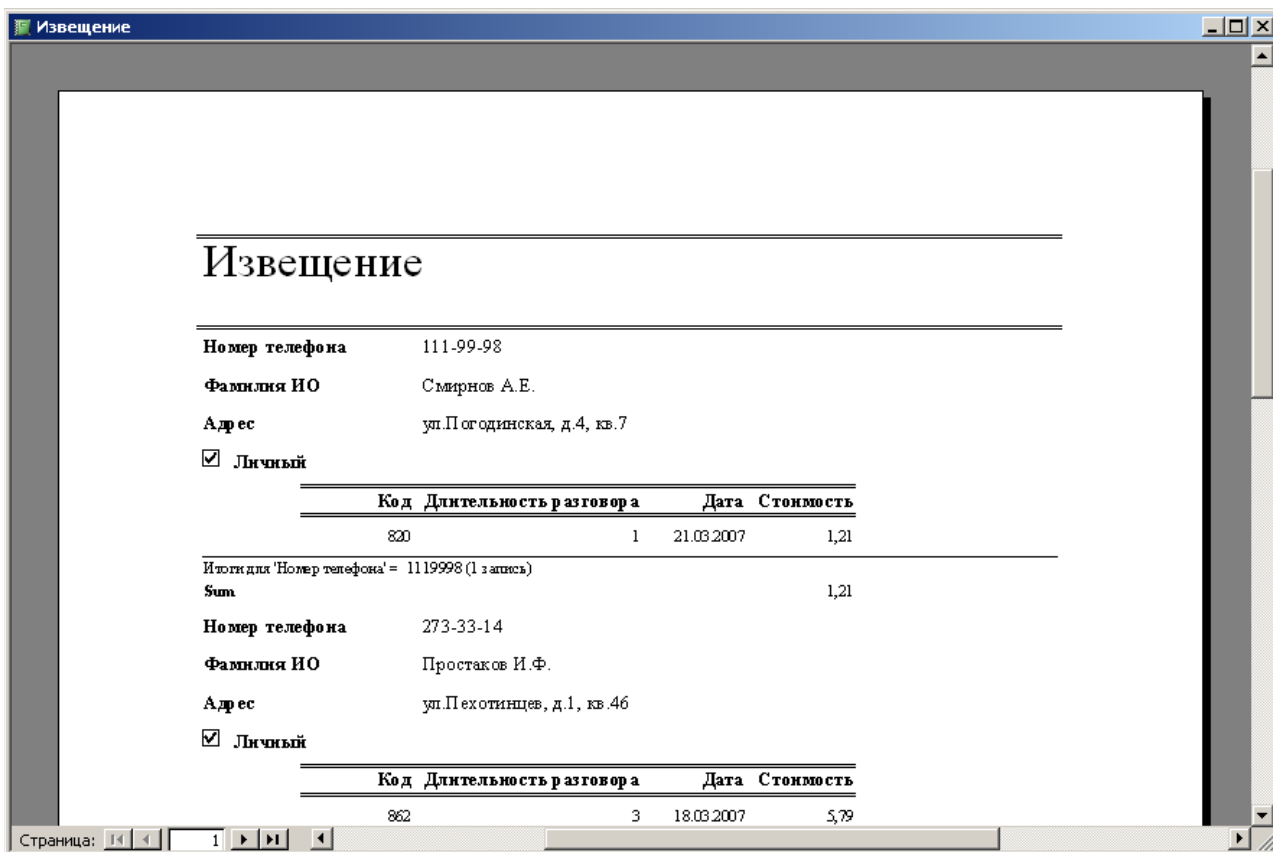 Извещение
Извещение
Номер телефона 111-99-98
Фамилия ИО Смирнов А.Е.
Адрес ул.Погодинская, д.4, кв.7
Личный
Код Длительность разговора Дата Стоимость
820 1 21.03.2007 1,21
Итоги для 'Номер телефона' = 1119998 (1 запись)
Sum 1,21
Номер телефона 273-33-14
Фамилия ИО Простаков И.Ф.
Адрес ул.Пехотинцев, д.1, кв.46
Личный
Код Длительность разговора Дата Стоимость
862 3 18.03.2007 5,79
Страница: 1